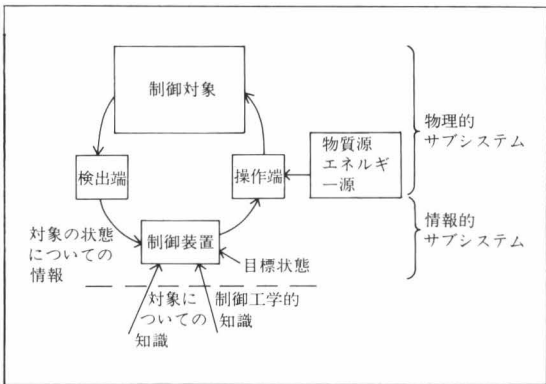 制御対象
物理的
サブシステム
物質源
エネルギ
ー源
検出端
操作端
情報的
サブシステム
対象の状態
についての
情報
制御装置
目標状態
対象に
ついての
知識
制御工学的
知識